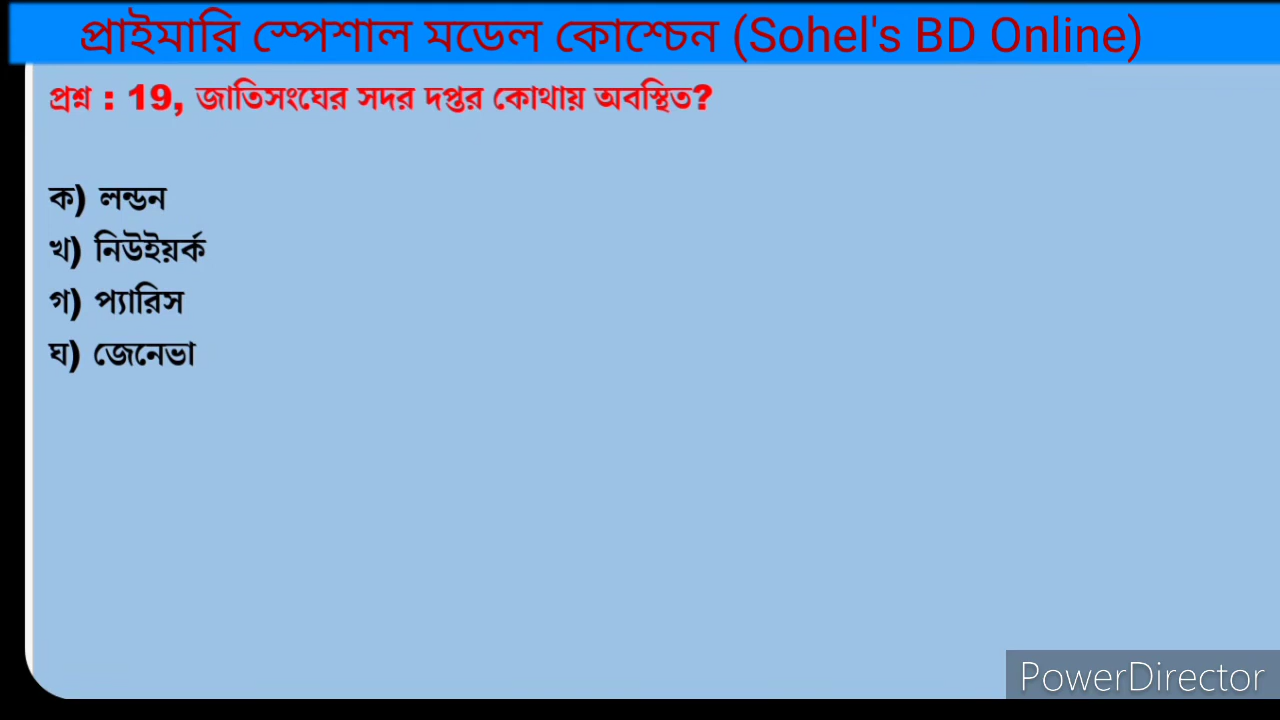 প্রাইমারি স্পেশাল মডেল কোশ্চেন (Sohel's BD Online)
প্রশ্ন : 19, জাতিসংঘের সদর দপ্তর কোথায় অবস্থিত?
ক) লন্ডন
খ) নিউইয়র্ক
গ) প্যারিস
ঘ) জেনেভা
PowerDirector